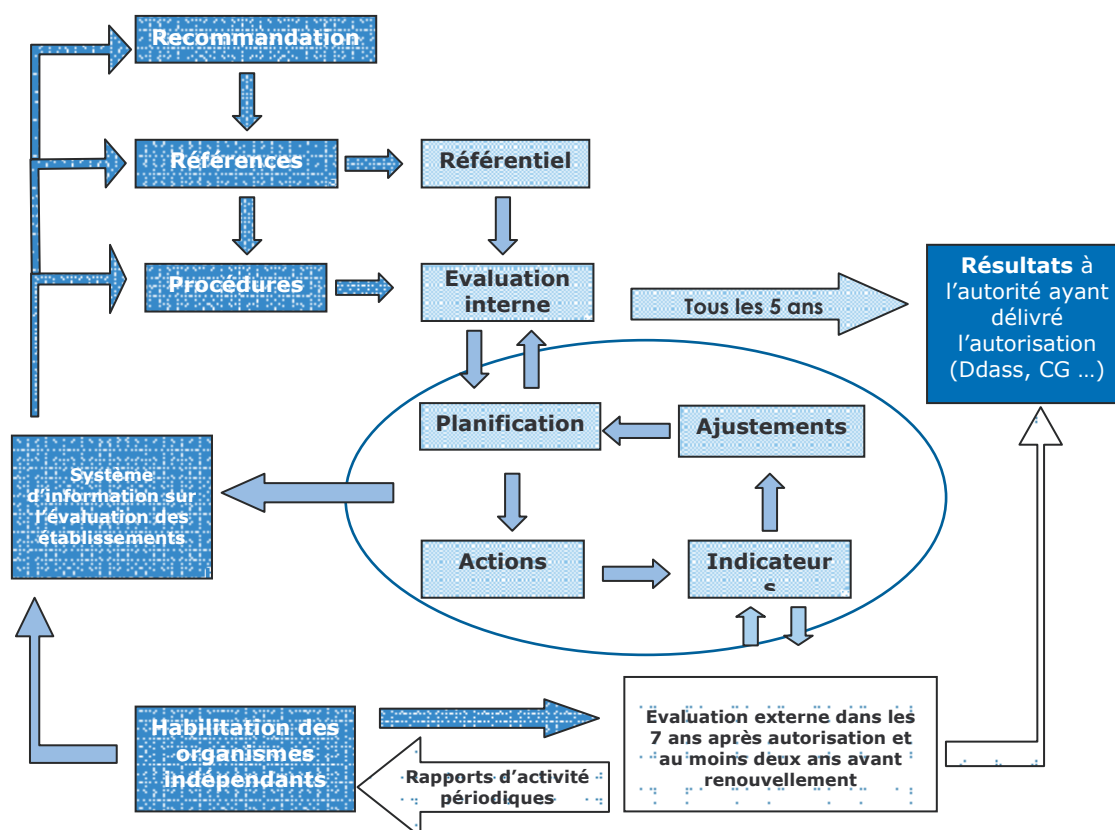 Recommandation
Références
Référentiel
Procédures
Evaluation
interne
Tous les 5 ans
Résultats à
l'autorité ayant
délivré
l'autorisation
(Ddass, CG ...)
Planification
Ajustements
Système
d'information sur
l'évaluation des
établissements
Actions
Indicateur
s
Habilitation des
organismes
indépendants
Rapports d'activité
périodiques
Evaluation externe dans les
7 ans après autorisation et
au moins deux ans avant
renouvellement